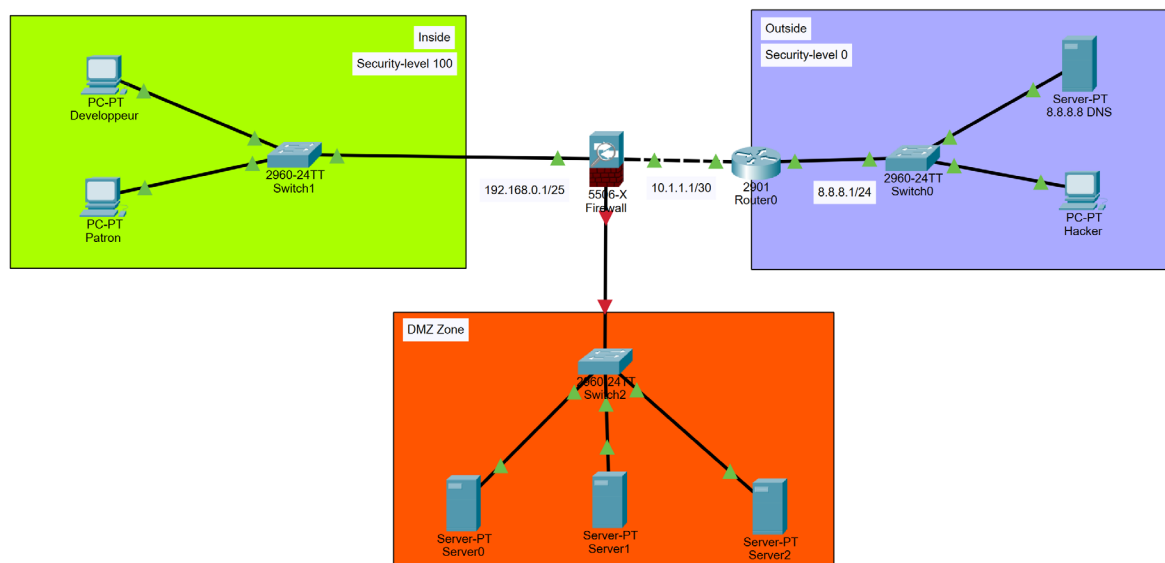 Inside
Security-level 100
PC-PT
Developpeur
2960-24TT
Switch1
PC-PT
Patron
192.168.0.1/25
5506-X
Firewall
10.1.1.1/30
2901
Router0
8.8.8.1/24
Outside
Security-level 0
Server-PT
8.8.8.8 DNS
2960-24TT
Switch0
PC-PT
Hacker
DMZ Zone
2960-24TT
Switch2
Server-PT
Server0
Server-PT
Server1
Server-PT
Server2